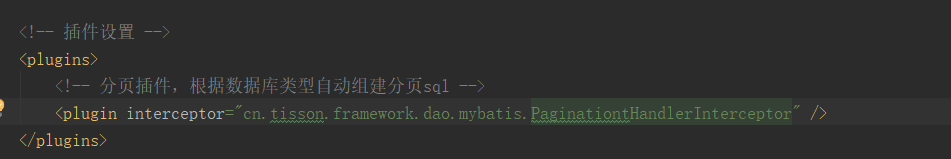 <!-- 插件设置 -->
<plugins>
<!-- 分页插件，根据数据库类型自动组建分页sql -->
<plugin interceptor="cn.tisson.framework.dao.mybatis.PaginationtHandlerInterceptor" />
</plugins>